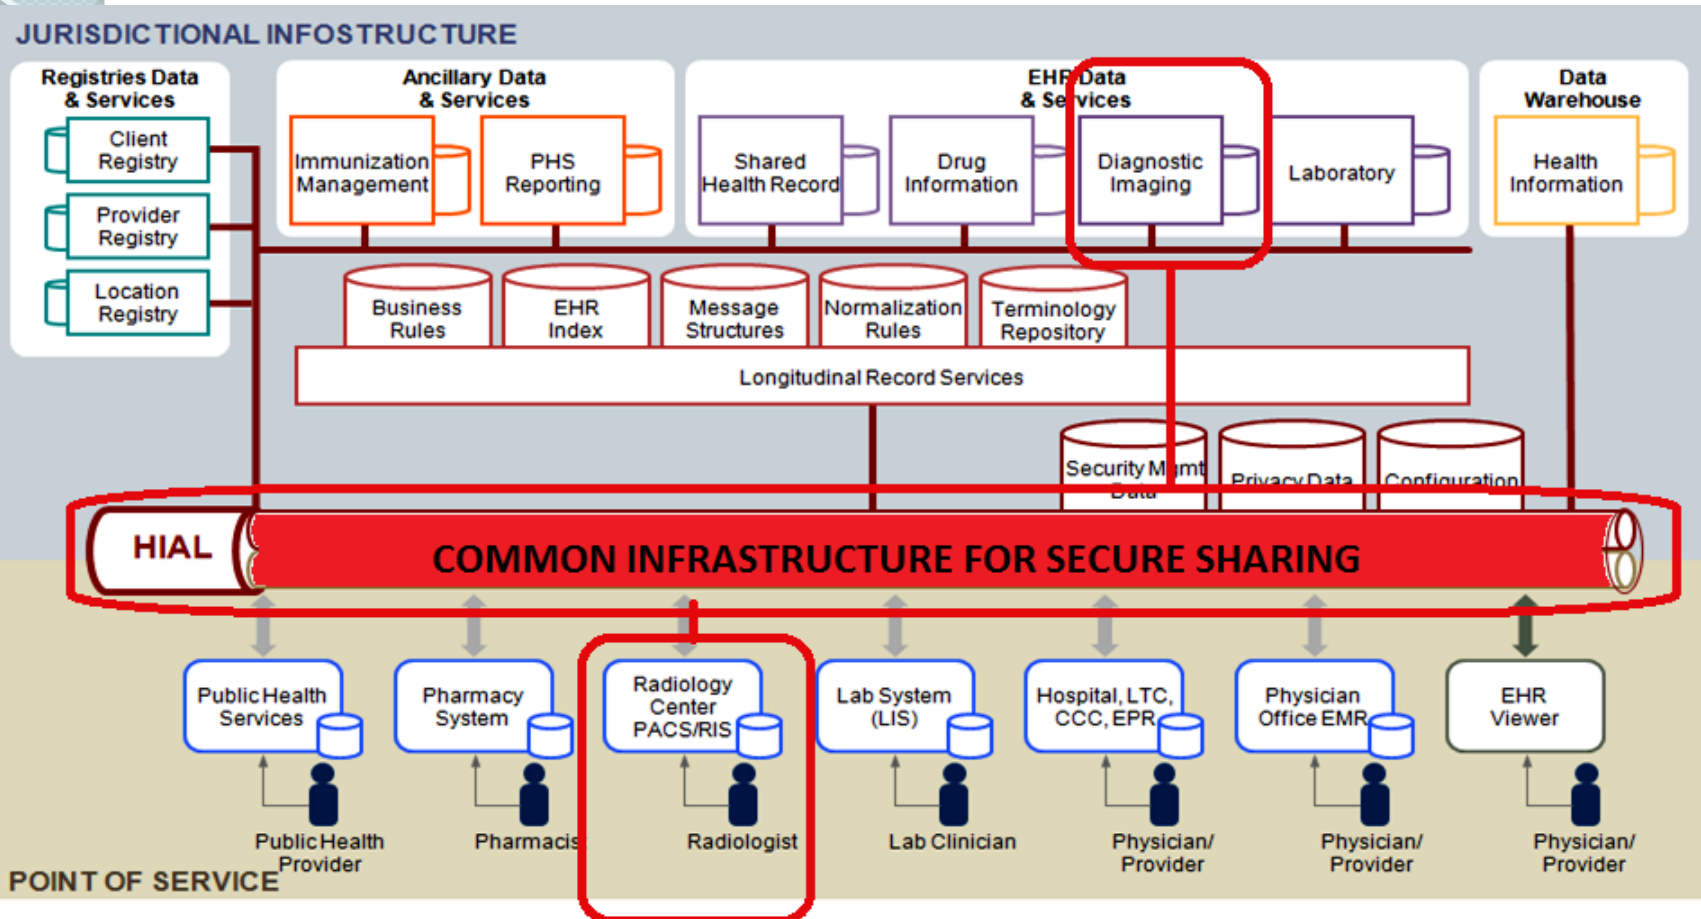 JURISDICTIONAL INFOSTRUCTURE
Registries Data
& Services
Client
Registry
Provider
Registry
Location
Registry
Ancillary Data
& Services
Immunization
Management
PHS
Reporting
EHR Data
& Services
Shared
Health Record
Drug
Information
Diagnostic
Imaging
Laboratory
Data
Warehouse
Health
Information
Business
Rules
EHR
Index
Message
Structures
Normalization
Rules
Terminology
Repository
Longitudinal Record Services
Security Mgmt
Data
Privacy Data
Configuration
HIAL
COMMON INFRASTRUCTURE FOR SECURE SHARING
Public Health
Services
Pharmacy
System
Radiology
Center
PACS/RIS
Lab System
(LIS)
Hospital, LTC,
CCC, EPR
Physician
Office EMR
EHR
Viewer
Public Health
Provider
Pharmacist
Radiologist
Lab Clinician
Physician/
Provider
Physician/
Provider
Physician/
Provider
POINT OF SERVICE